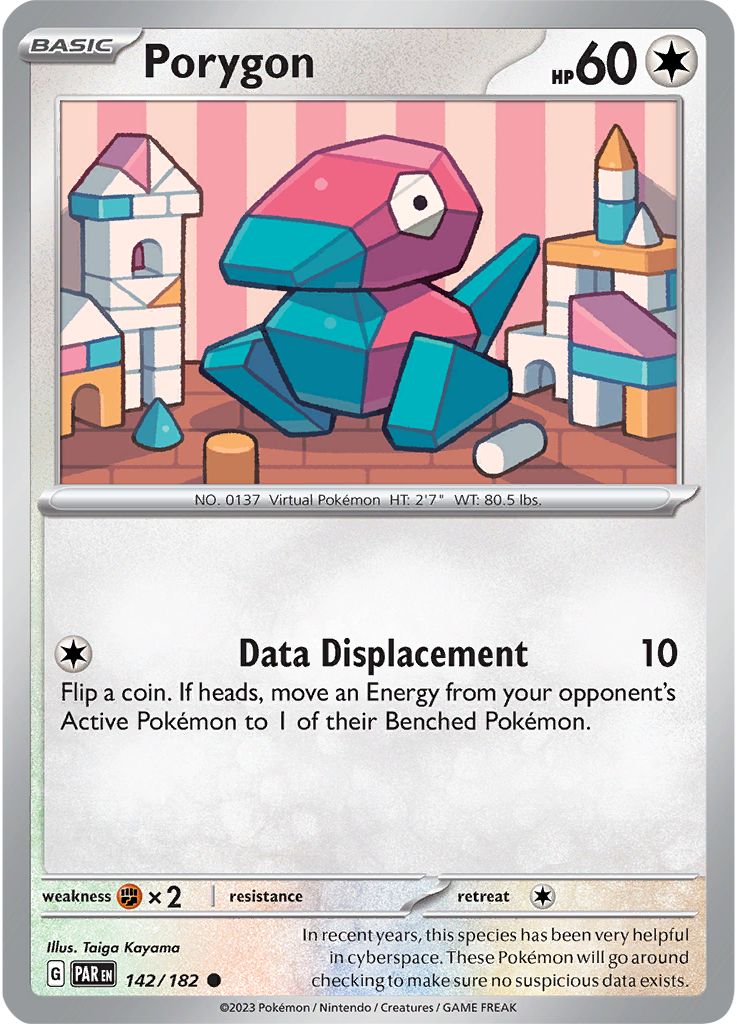 BASIC Porygon HP 60
NO. 0137 Virtual Pokémon HT: 2'7" WT: 80.5 lbs.
Data Displacement 10
Flip a coin. If heads, move an Energy from your opponent's
Active Pokémon to 1 of their Benched Pokémon.
weakness ×2 resistance retreat
Illus. Taiga Kayama
G PAR EN 142/182
In recent years, this species has been very helpful
in cyberspace. These Pokémon will go around
checking to make sure no suspicious data exists.
©2023 Pokémon / Nintendo / Creatures / GAME FREAK